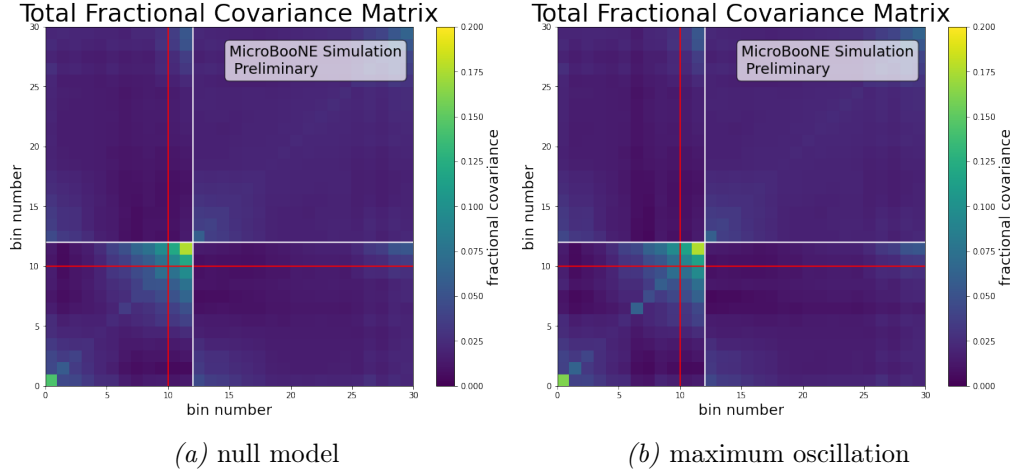 Total Fractional Covariance Matrix
MicroBooNE Simulation
Preliminary
30
25
20
15
10
5
0
bin number
0 5 10 15 20 25 30
bin number
0.200
0.175
0.150
0.125
0.100
0.075
0.050
0.025
0.000
fractional covariance
(a) null model
Total Fractional Covariance Matrix
MicroBooNE Simulation
Preliminary
30
25
20
15
10
5
0
bin number
0 5 10 15 20 25 30
bin number
0.200
0.175
0.150
0.125
0.100
0.075
0.050
0.025
0.000
fractional covariance
(b) maximum oscillation